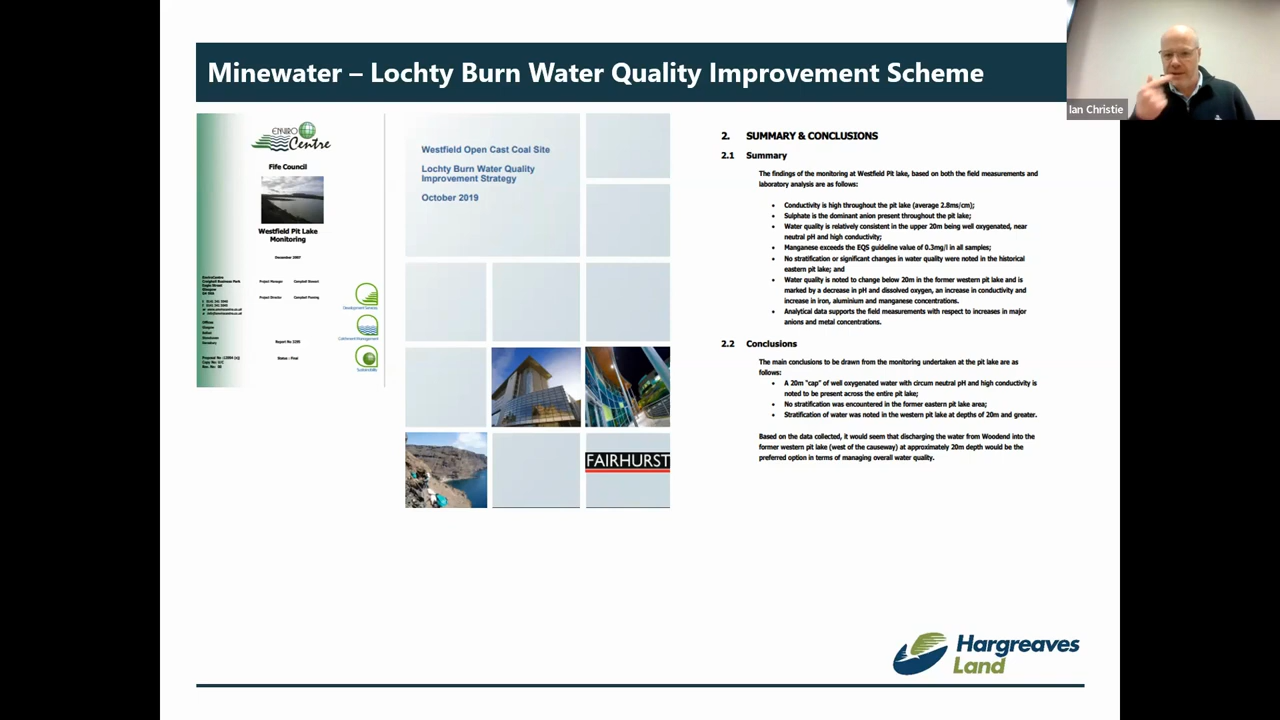 Minewater – Lochty Burn Water Quality Improvement Scheme
Ian Christie
ENVIRO
Centre
Fife Council
Westfield Pit Lake
Monitoring
December 2007
Project Manager
Project Director
Report No
Status : Final
Westfield Open Cast Coal Site
Lochty Burn Water Quality
Improvement Strategy
October 2019
FAIRHURST
2. SUMMARY & CONCLUSIONS
2.1 Summary
The findings of the monitoring at Westfield Pit lake, based on both the field measurements and
laboratory analysis are as follows:
• Conductivity is high throughout the pit lake (average 2.8ms/cm);
• Sulphate is the dominant anion present throughout the pit lake;
• Water quality is relatively consistent in the upper 20m being well oxygenated, near
neutral pH and high conductivity;
• Manganese exceeds the EQS guideline value of 0.3mg/l in all samples;
• No stratification or significant changes in water quality were noted in the historical
eastern pit lake; and
• Water quality is noted to change below 20m in the former western pit lake and is
marked by a decrease in pH and dissolved oxygen, an increase in conductivity and
increase in iron, aluminium and manganese concentrations.
• Analytical data supports the field measurements with respect to increases in major
anions and metal concentrations.
2.2 Conclusions
The main conclusions to be drawn from the monitoring undertaken at the pit lake are as
follows:
• A 20m "cap" of well oxygenated water with circum neutral pH and high conductivity is
noted to be present across the entire pit lake;
• No stratification was encountered in the former eastern pit lake area;
• Stratification of water was noted in the western pit lake at depths of 20m and greater.
Based on the data collected, it would seem that discharging the water from Woodend into the
former western pit lake (west of the causeway) at approximately 20m depth would be the
preferred option in terms of managing overall water quality.
Hargreaves
Land